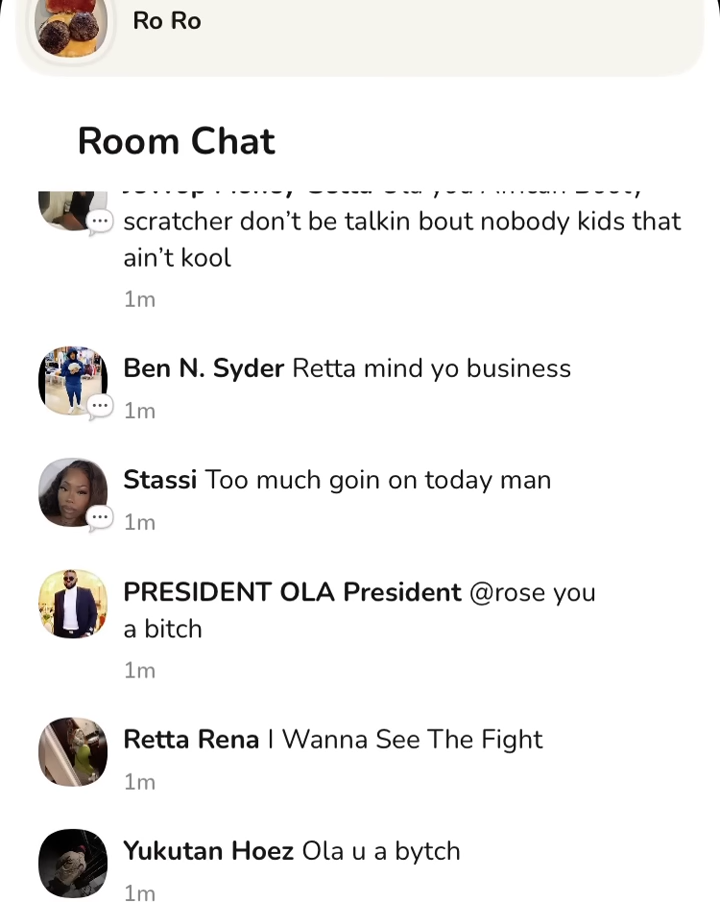 Ro Ro
Room Chat
scratcher don’t be talkin bout nobody kids that
ain’t kool
1m
Ben N. Syder Retta mind yo business
1m
Stassi Too much goin on today man
1m
PRESIDENT OLA President @rose you
a bitch
1m
Retta Rena I Wanna See The Fight
1m
Yukutan Hoez Ola u a bytch
1m